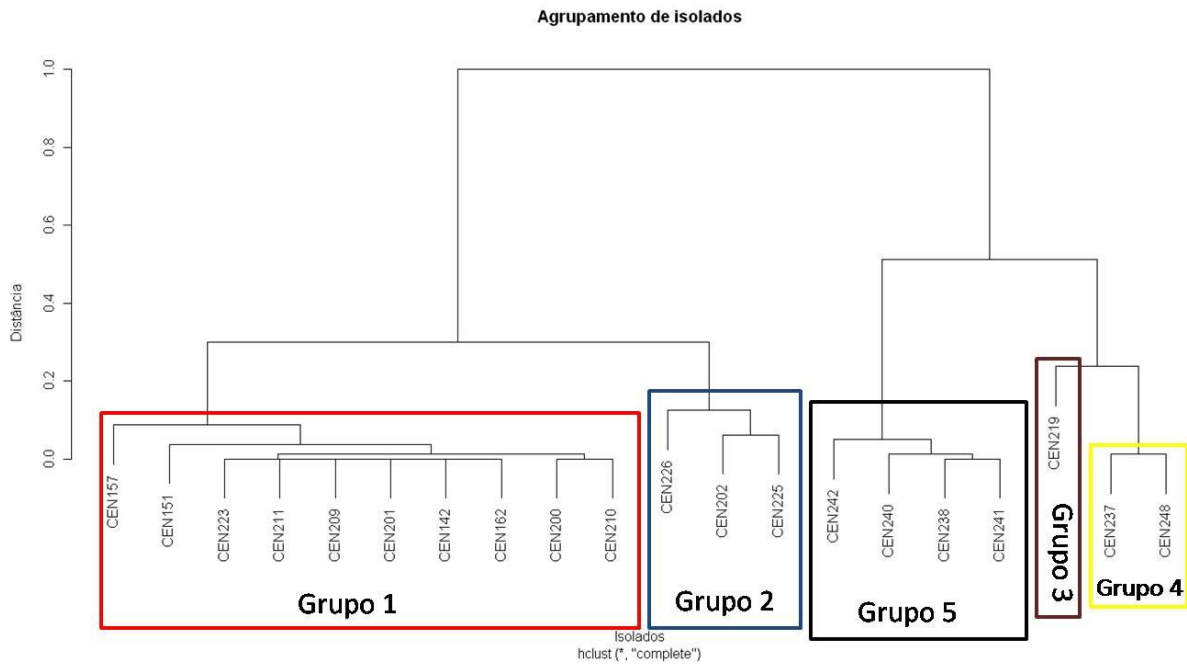 Agrupamento de isolados
Distância
1.0
0.8
0.6
0.4
0.2
0.0
CEN157
CEN151
CEN223
CEN211
CEN209
CEN201
CEN142
CEN162
CEN200
CEN210
CEN226
CEN202
CEN225
CEN242
CEN240
CEN238
CEN241
CEN219
CEN237
CEN248
Grupo 1
Grupo 2
Grupo 5
Grupo 3
Grupo 4
Isolados
hclust (*, "complete")